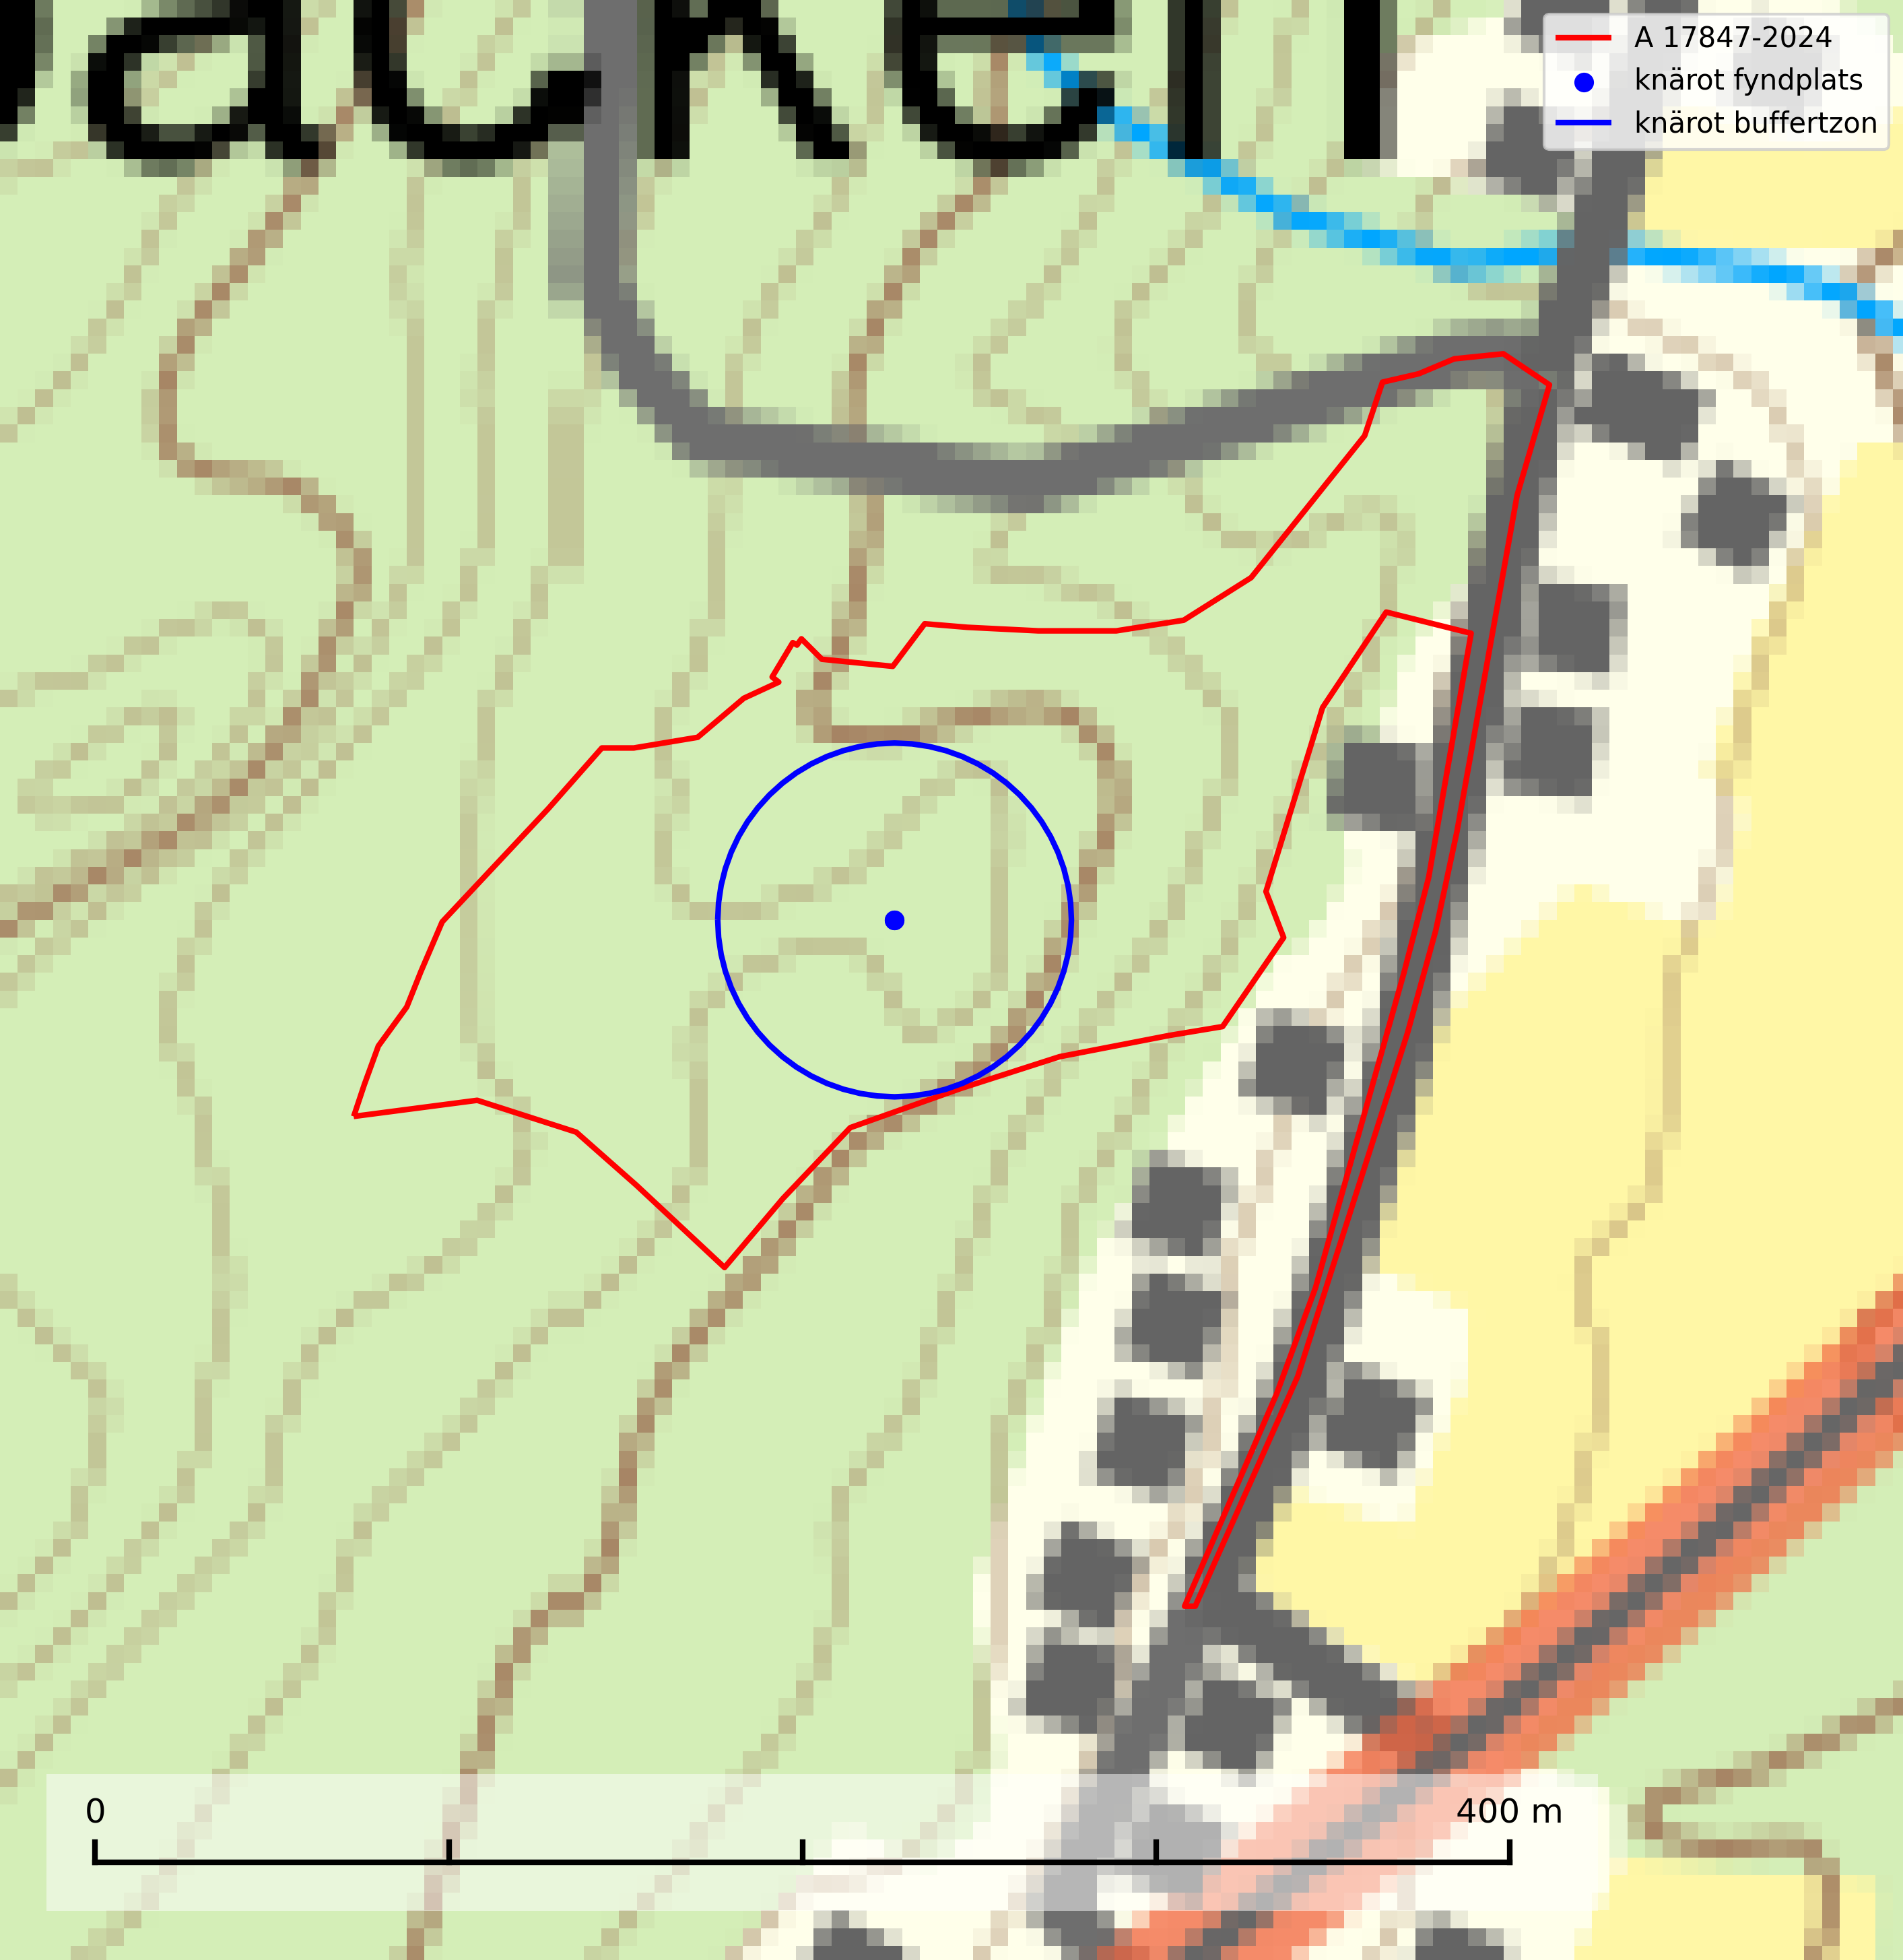 A 17847-2024
knärot fyndplats
knärot buffertzon
0
400 m